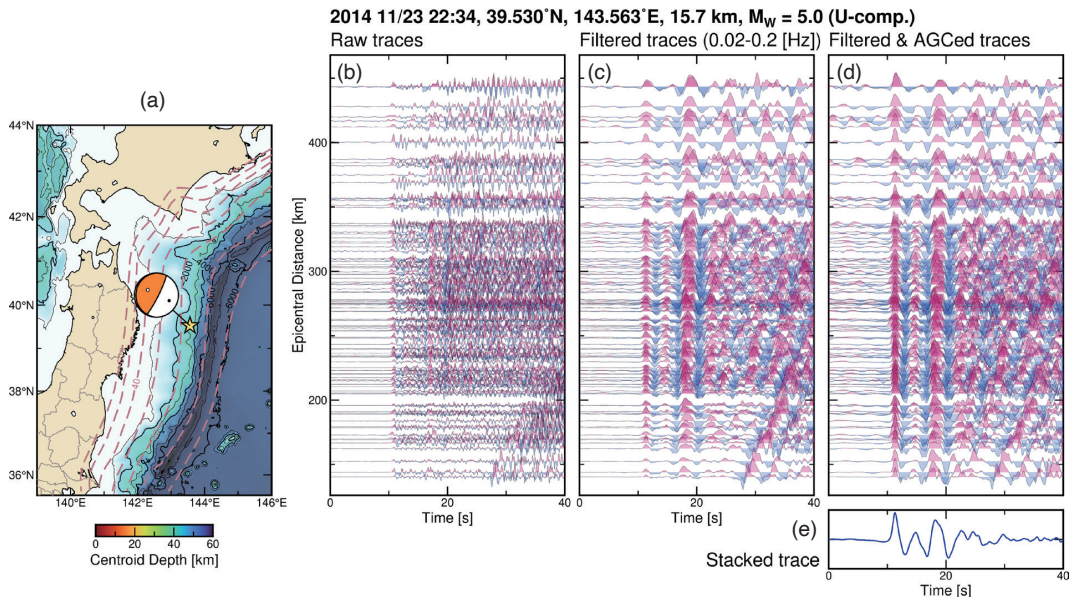 2014 11/23 22:34, 39.530°N, 143.563°E, 15.7 km, MW = 5.0 (U-comp.)
Raw traces
Filtered traces (0.02-0.2 [Hz])
Filtered & AGCed traces
(a)
(b)
(c)
(d)
44°N
42°N
40°N
38°N
36°N
140°E
142°E
144°E
146°E
40
Centroid Depth [km]
0
20
40
60
Epicentral Distance [km]
400
300
200
0
20
40
Time [s]
0
20
40
Time [s]
(e)
Stacked trace
0
20
40
Time [s]